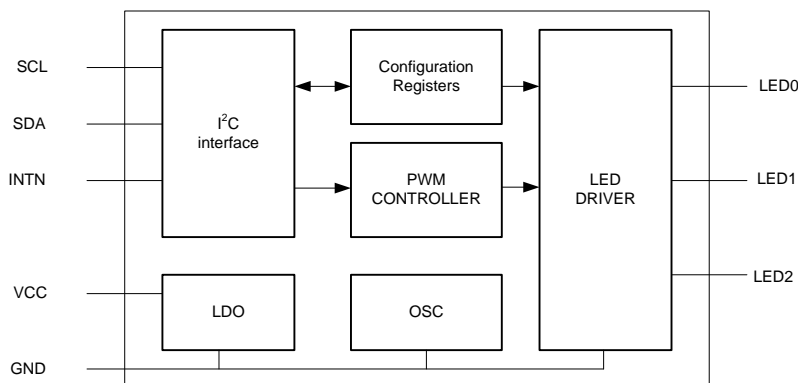 SCL
SDA
INTN
VCC
GND
I²C
interface
Configuration
Registers
PWM
CONTROLLER
LDO
OSC
LED
DRIVER
LED0
LED1
LED2